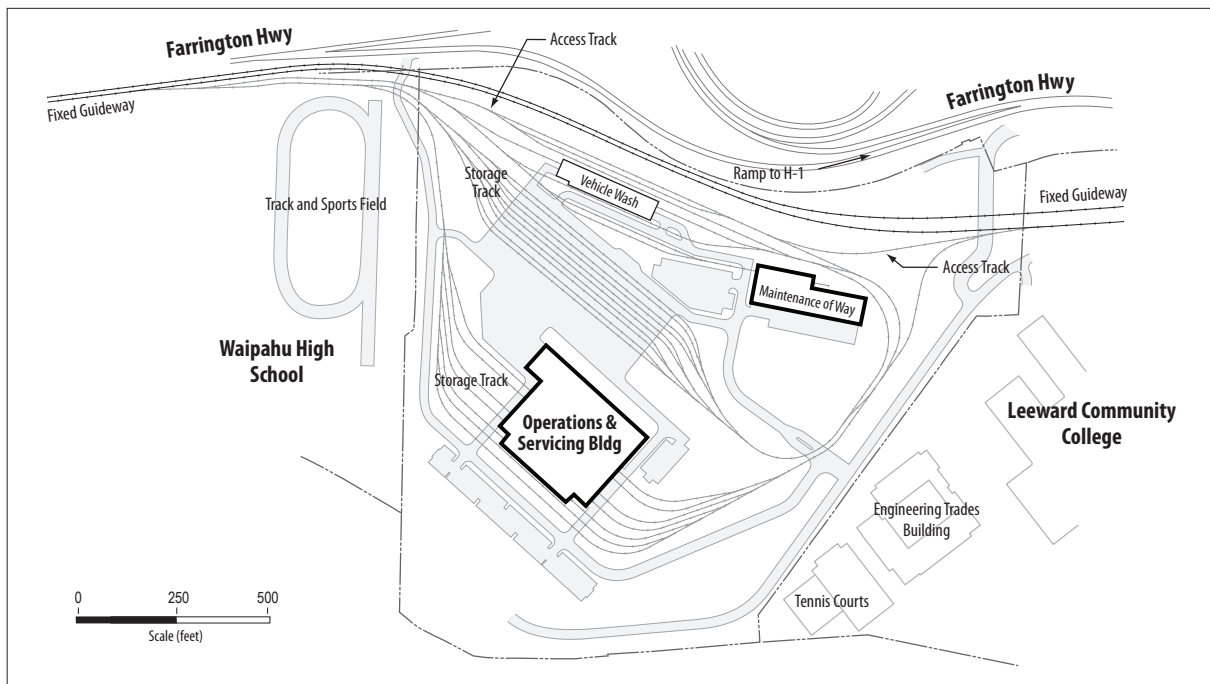 Farrington Hwy
Access Track
Farrington Hwy
Fixed Guideway
Ramp to H-1
Storage
Track
Vehicle Wash
Track and Sports Field
Fixed Guideway
Access Track
Maintenance of Way
Waipahu High
School
Storage Track
Operations &
Servicing Bldg
Leeward Community
College
Engineering Trades
Building
Tennis Courts
0 250 500
Scale (feet)